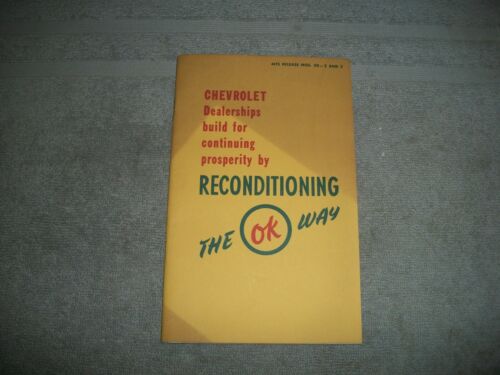 CHEVROLET
Dealerships
build for
continuing
prosperity by
RECONDITIONING
THE OK WAY